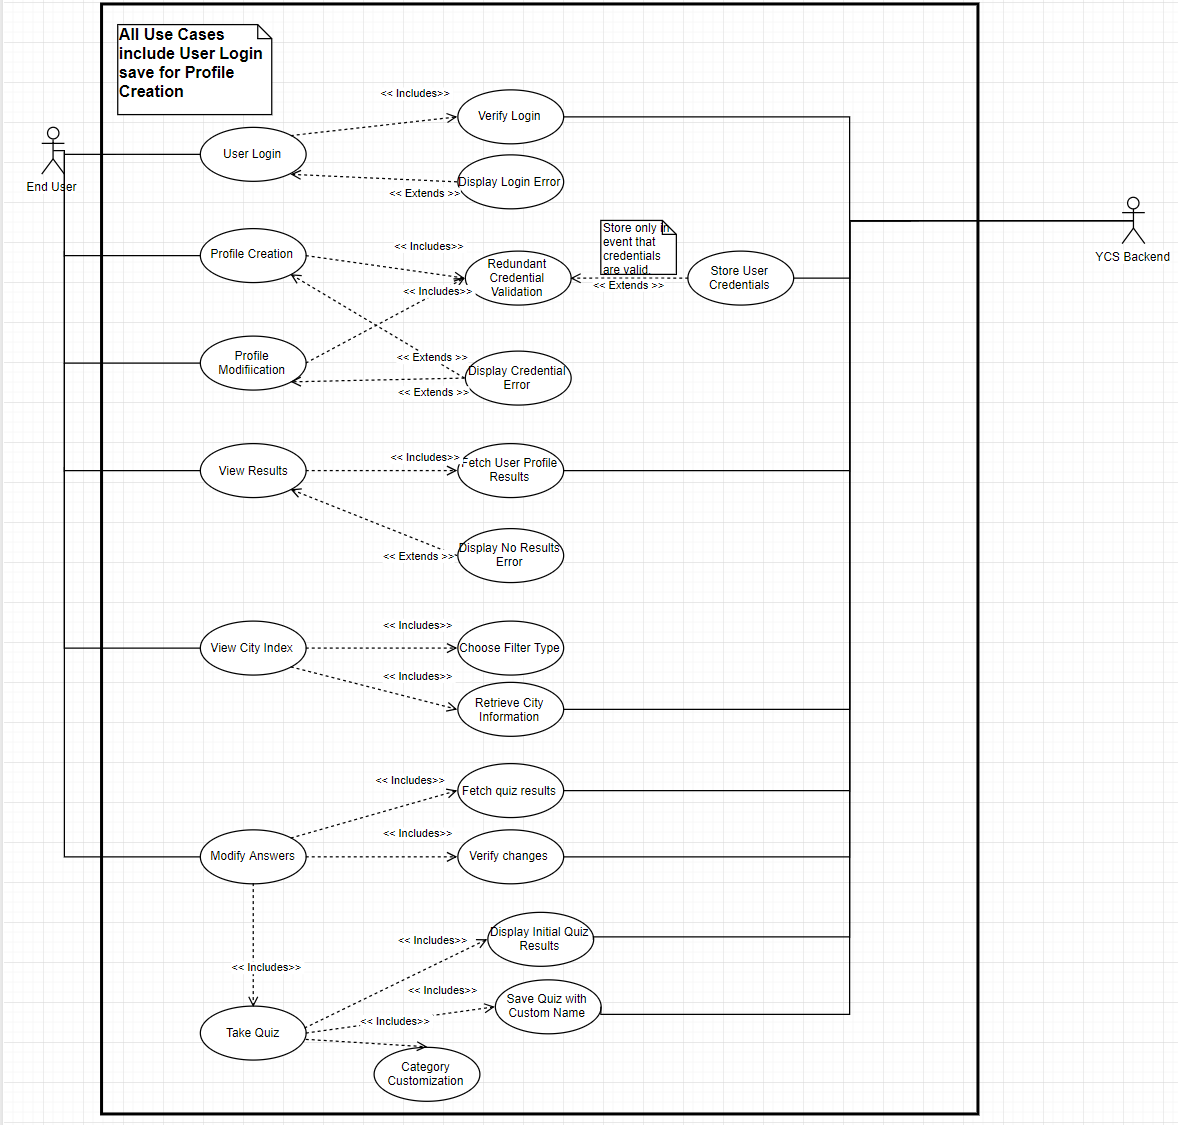 All Use Cases
include User Login
save for Profile
Creation
<< Includes>>
Verify Login
User Login
End User
Display Login Error
<< Extends >>
YCS Backend
Store only in
event that
credentials
are valid.
<< Includes>>
Profile Creation
Redundant
Credential
Validation
<< Includes>>
<< Extends >>
Store User
Credentials
Profile
Modifiication
<< Extends >>
Display Credential
Error
<< Extends >>
<< Includes>>
View Results
Fetch User Profile
Results
Display No Results
Error
<< Extends >>
<< Includes>>
View City Index
Choose Filter Type
<< Includes>>
Retrieve City
Information
<< Includes>>
Fetch quiz results
<< Includes>>
Modify Answers
Verify changes
Display Initial Quiz
Results
<< Includes>>
<< Includes>>
<< Includes>>
Save Quiz with
Custom Name
<< Includes>>
Take Quiz
Category
Customization